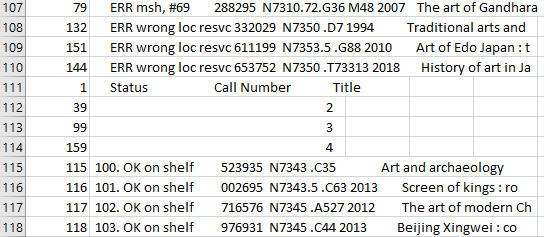 107 79 ERR msh, #69 288295 N7310.72.G36 M48 2007 The art of Gandhara
108 132 ERR wrong loc resvc 332029 N7350 .D7 1994 Traditional arts and
109 151 ERR wrong loc resvc 611199 N7353.5 .G88 2010 Art of Edo Japan : t
110 144 ERR wrong loc resvc 653752 N7350 .T73313 2018 History of art in Ja
111 1 Status Call Number Title
112 39 2
113 99 3
114 159 4
115 115 100. OK on shelf 523935 N7343 .C35 Art and archaeology
116 116 101. OK on shelf 002695 N7343.5 .C63 2013 Screen of kings : ro
117 117 102. OK on shelf 716576 N7345 .A527 2012 The art of modern Ch
118 118 103. OK on shelf 976931 N7345 .C44 2013 Beijing Xingwei : co